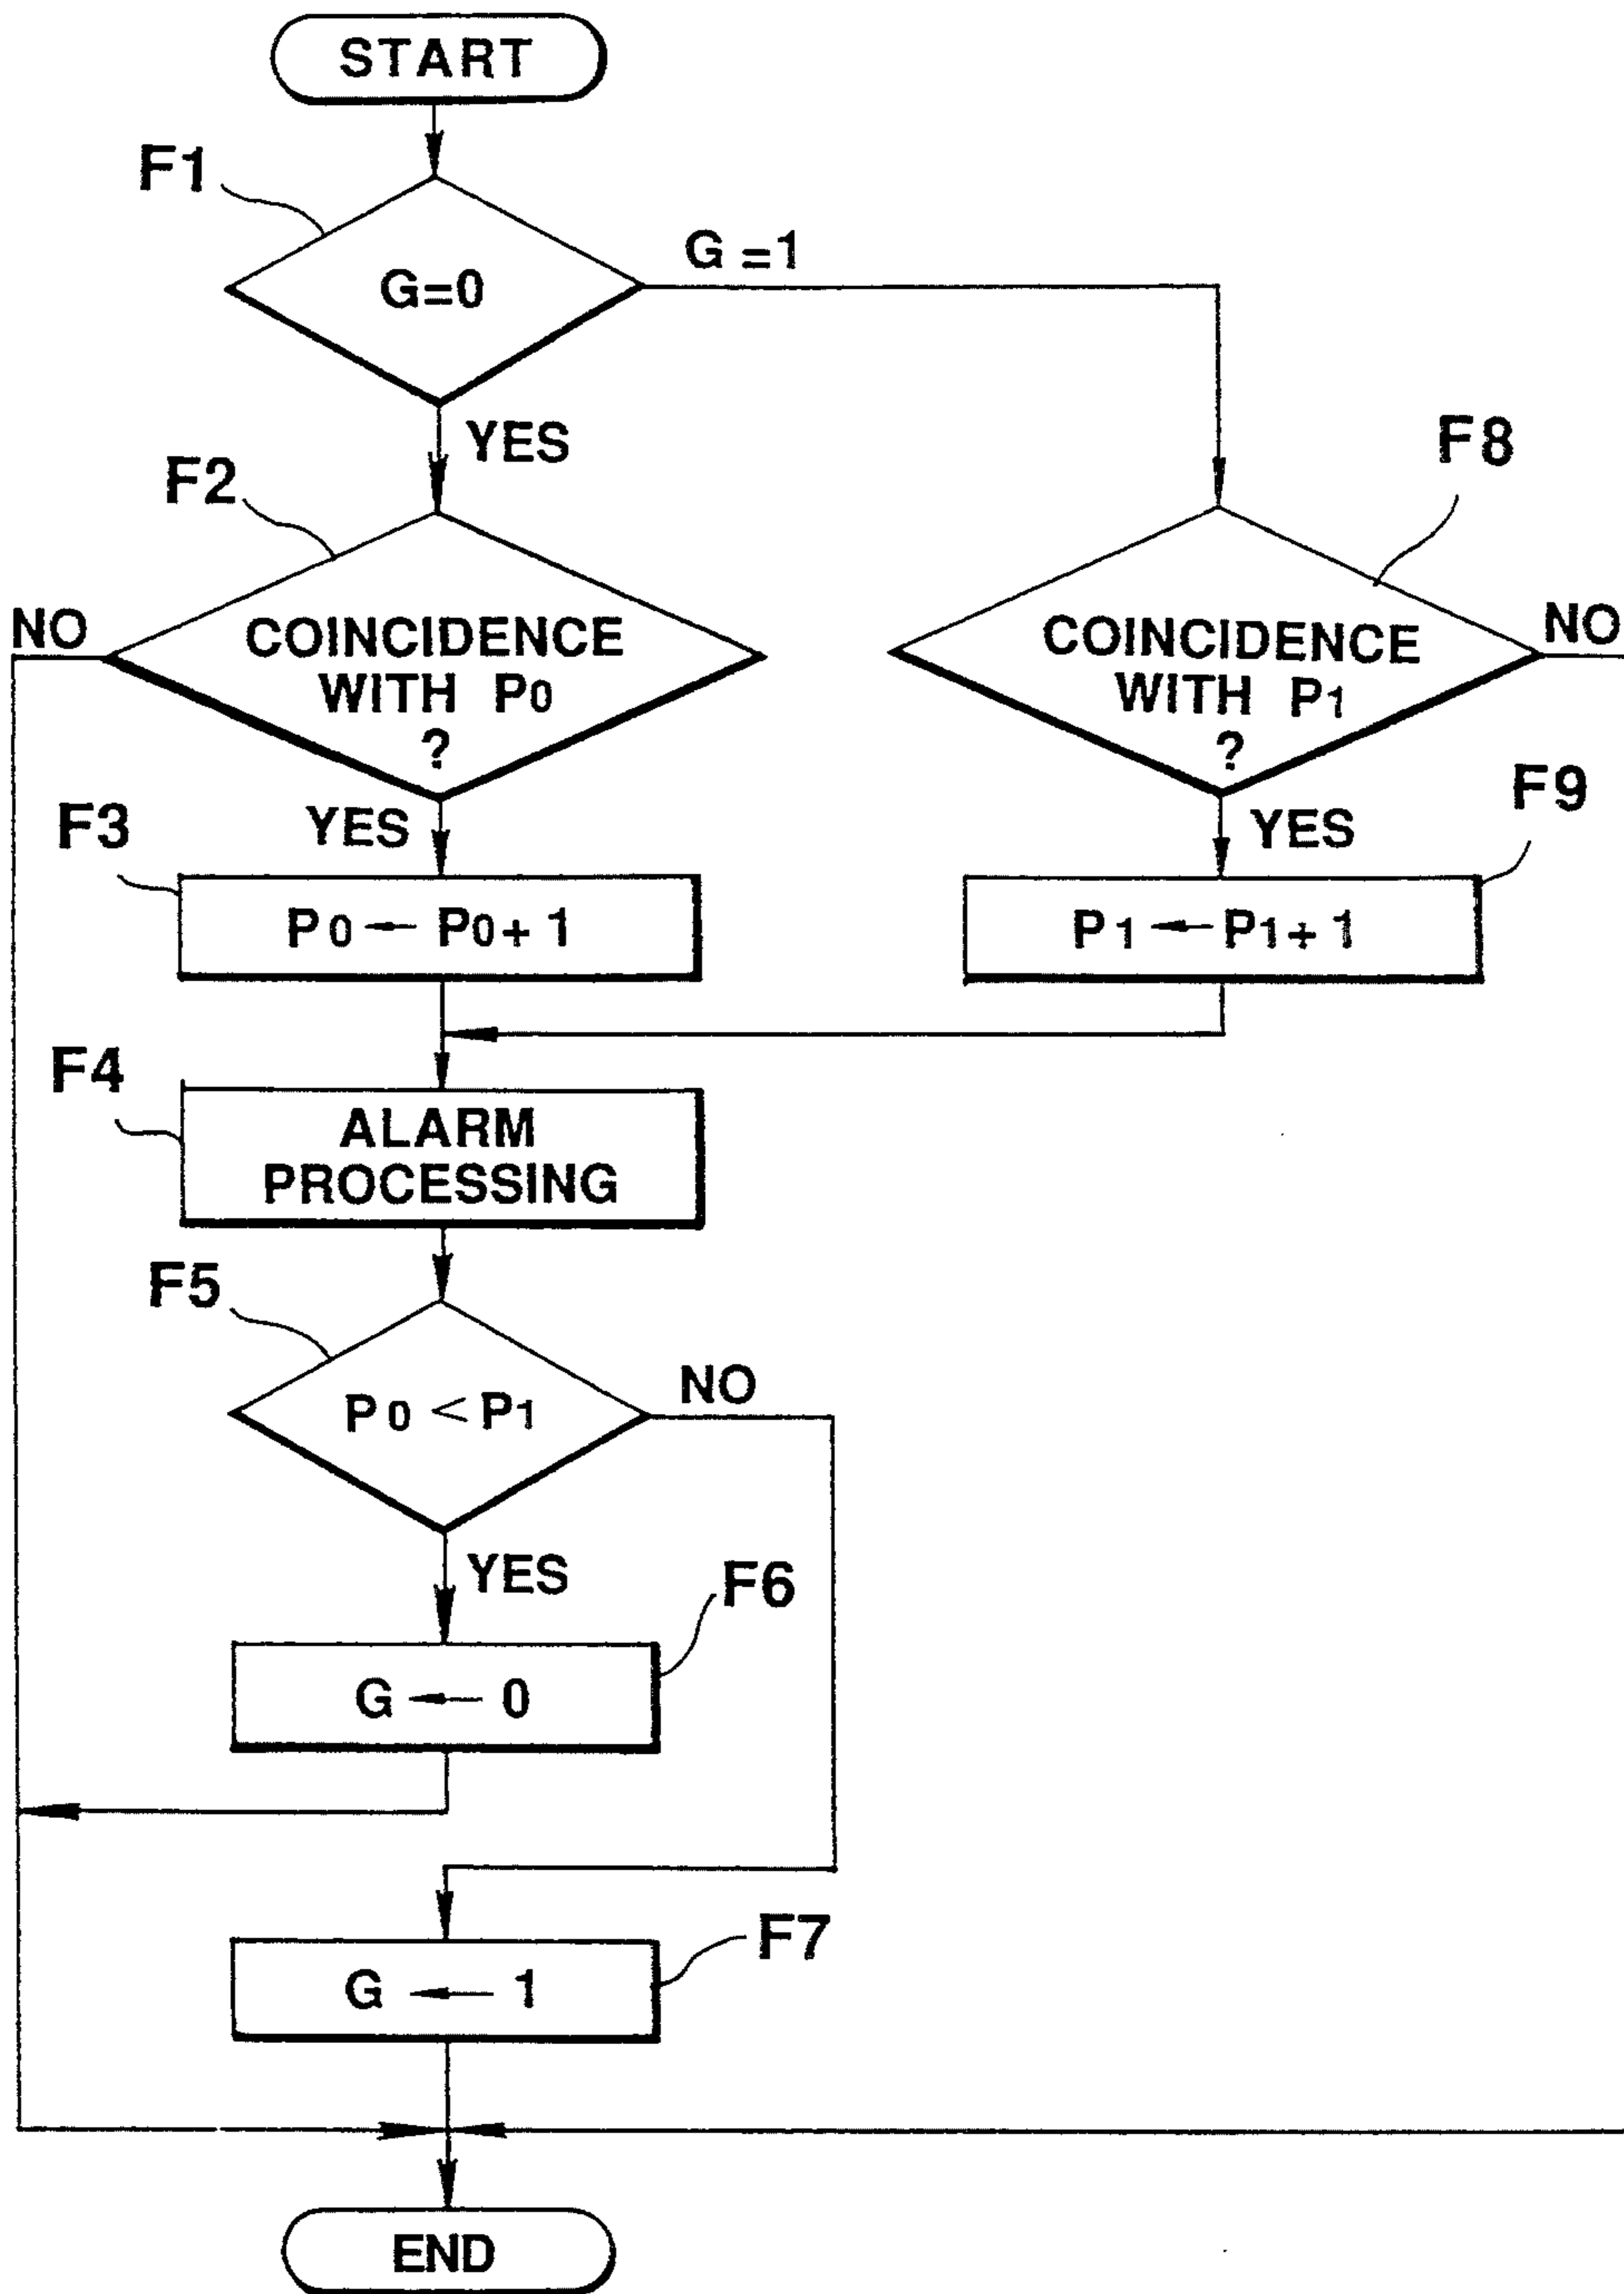 START
F1
G=0
G =1
YES
F2
F8
NO
COINCIDENCE
WITH P0
?
COINCIDENCE
WITH P1
?
NO
YES
YES
F3
F9
P0 ← P0+ 1
P1 ← P1+ 1
F4
ALARM
PROCESSING
F5
P0 < P1
NO
YES
F6
G ← 0
F7
G ← 1
END